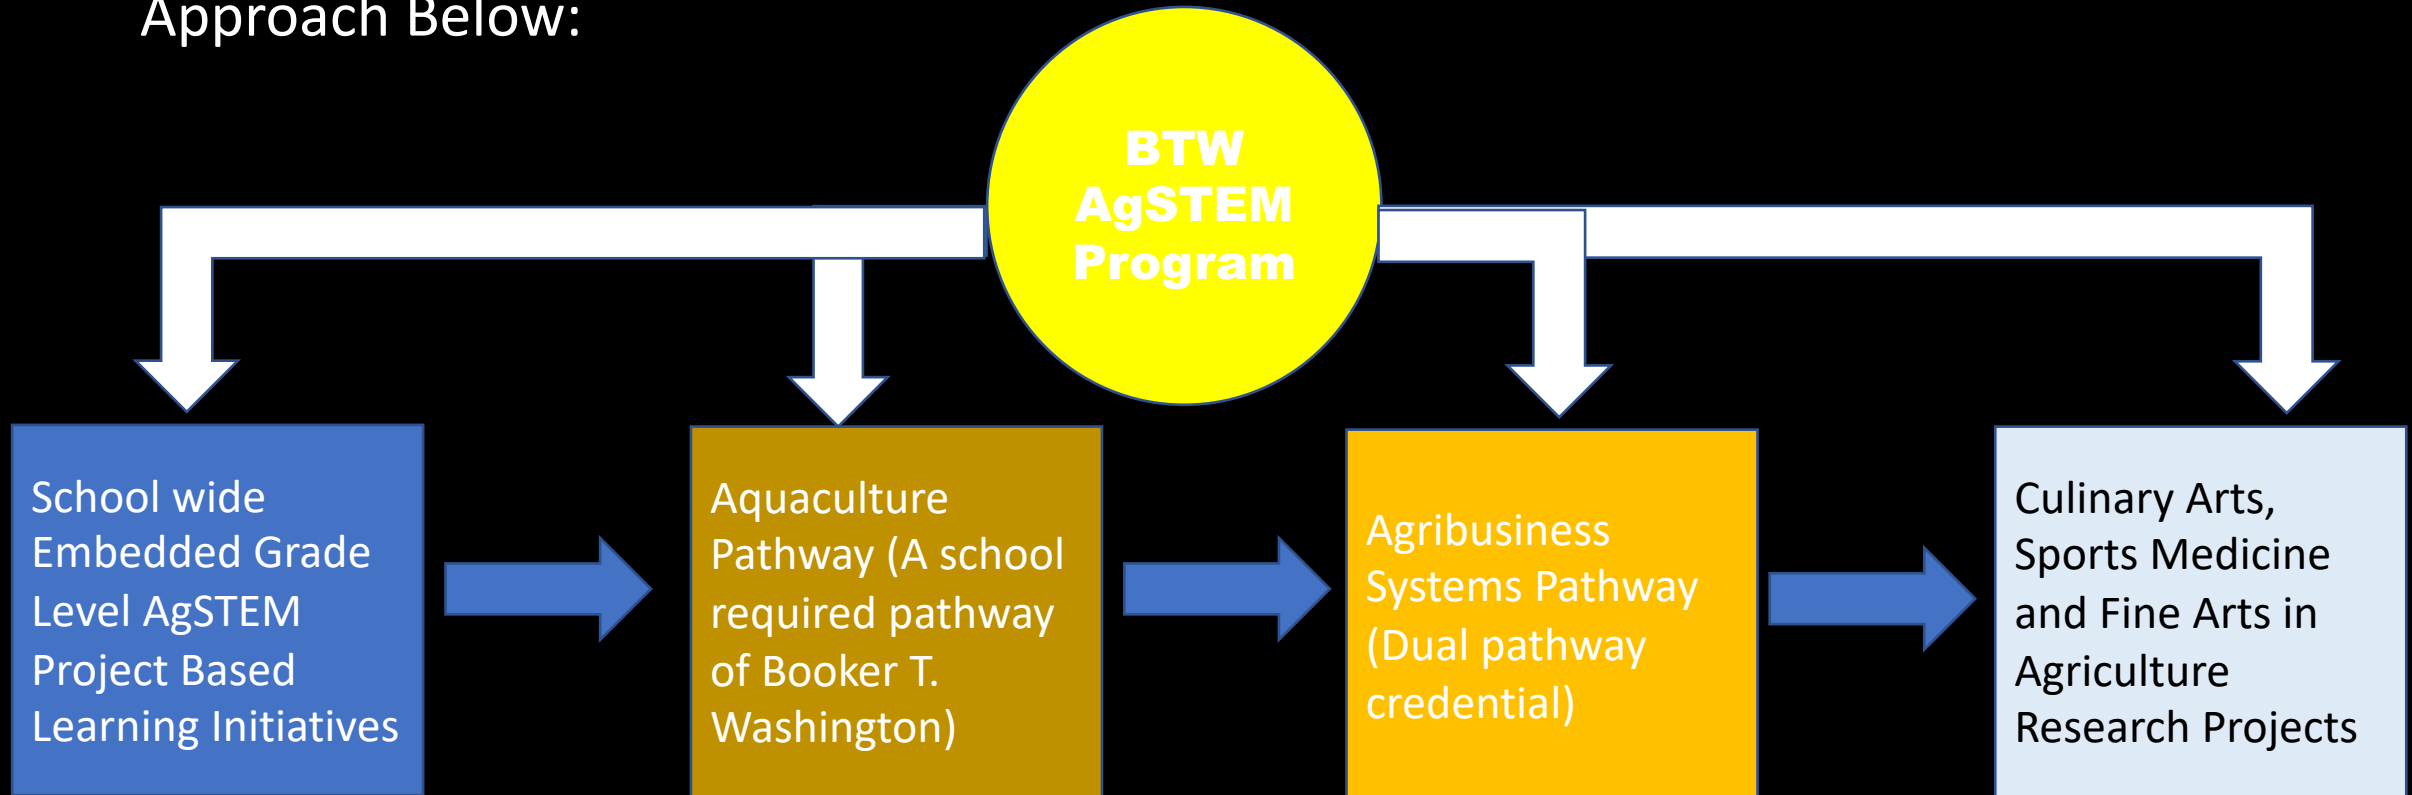 Approach Below:
BTW
AgSTEM
Program
School wide
Embedded Grade
Level AgSTEM
Project Based
Learning Initiatives
Aquaculture
Pathway (A school
required pathway
of Booker T.
Washington)
Agribusiness
Systems Pathway
(Dual pathway
credential)
Culinary Arts,
Sports Medicine
and Fine Arts in
Agriculture
Research Projects